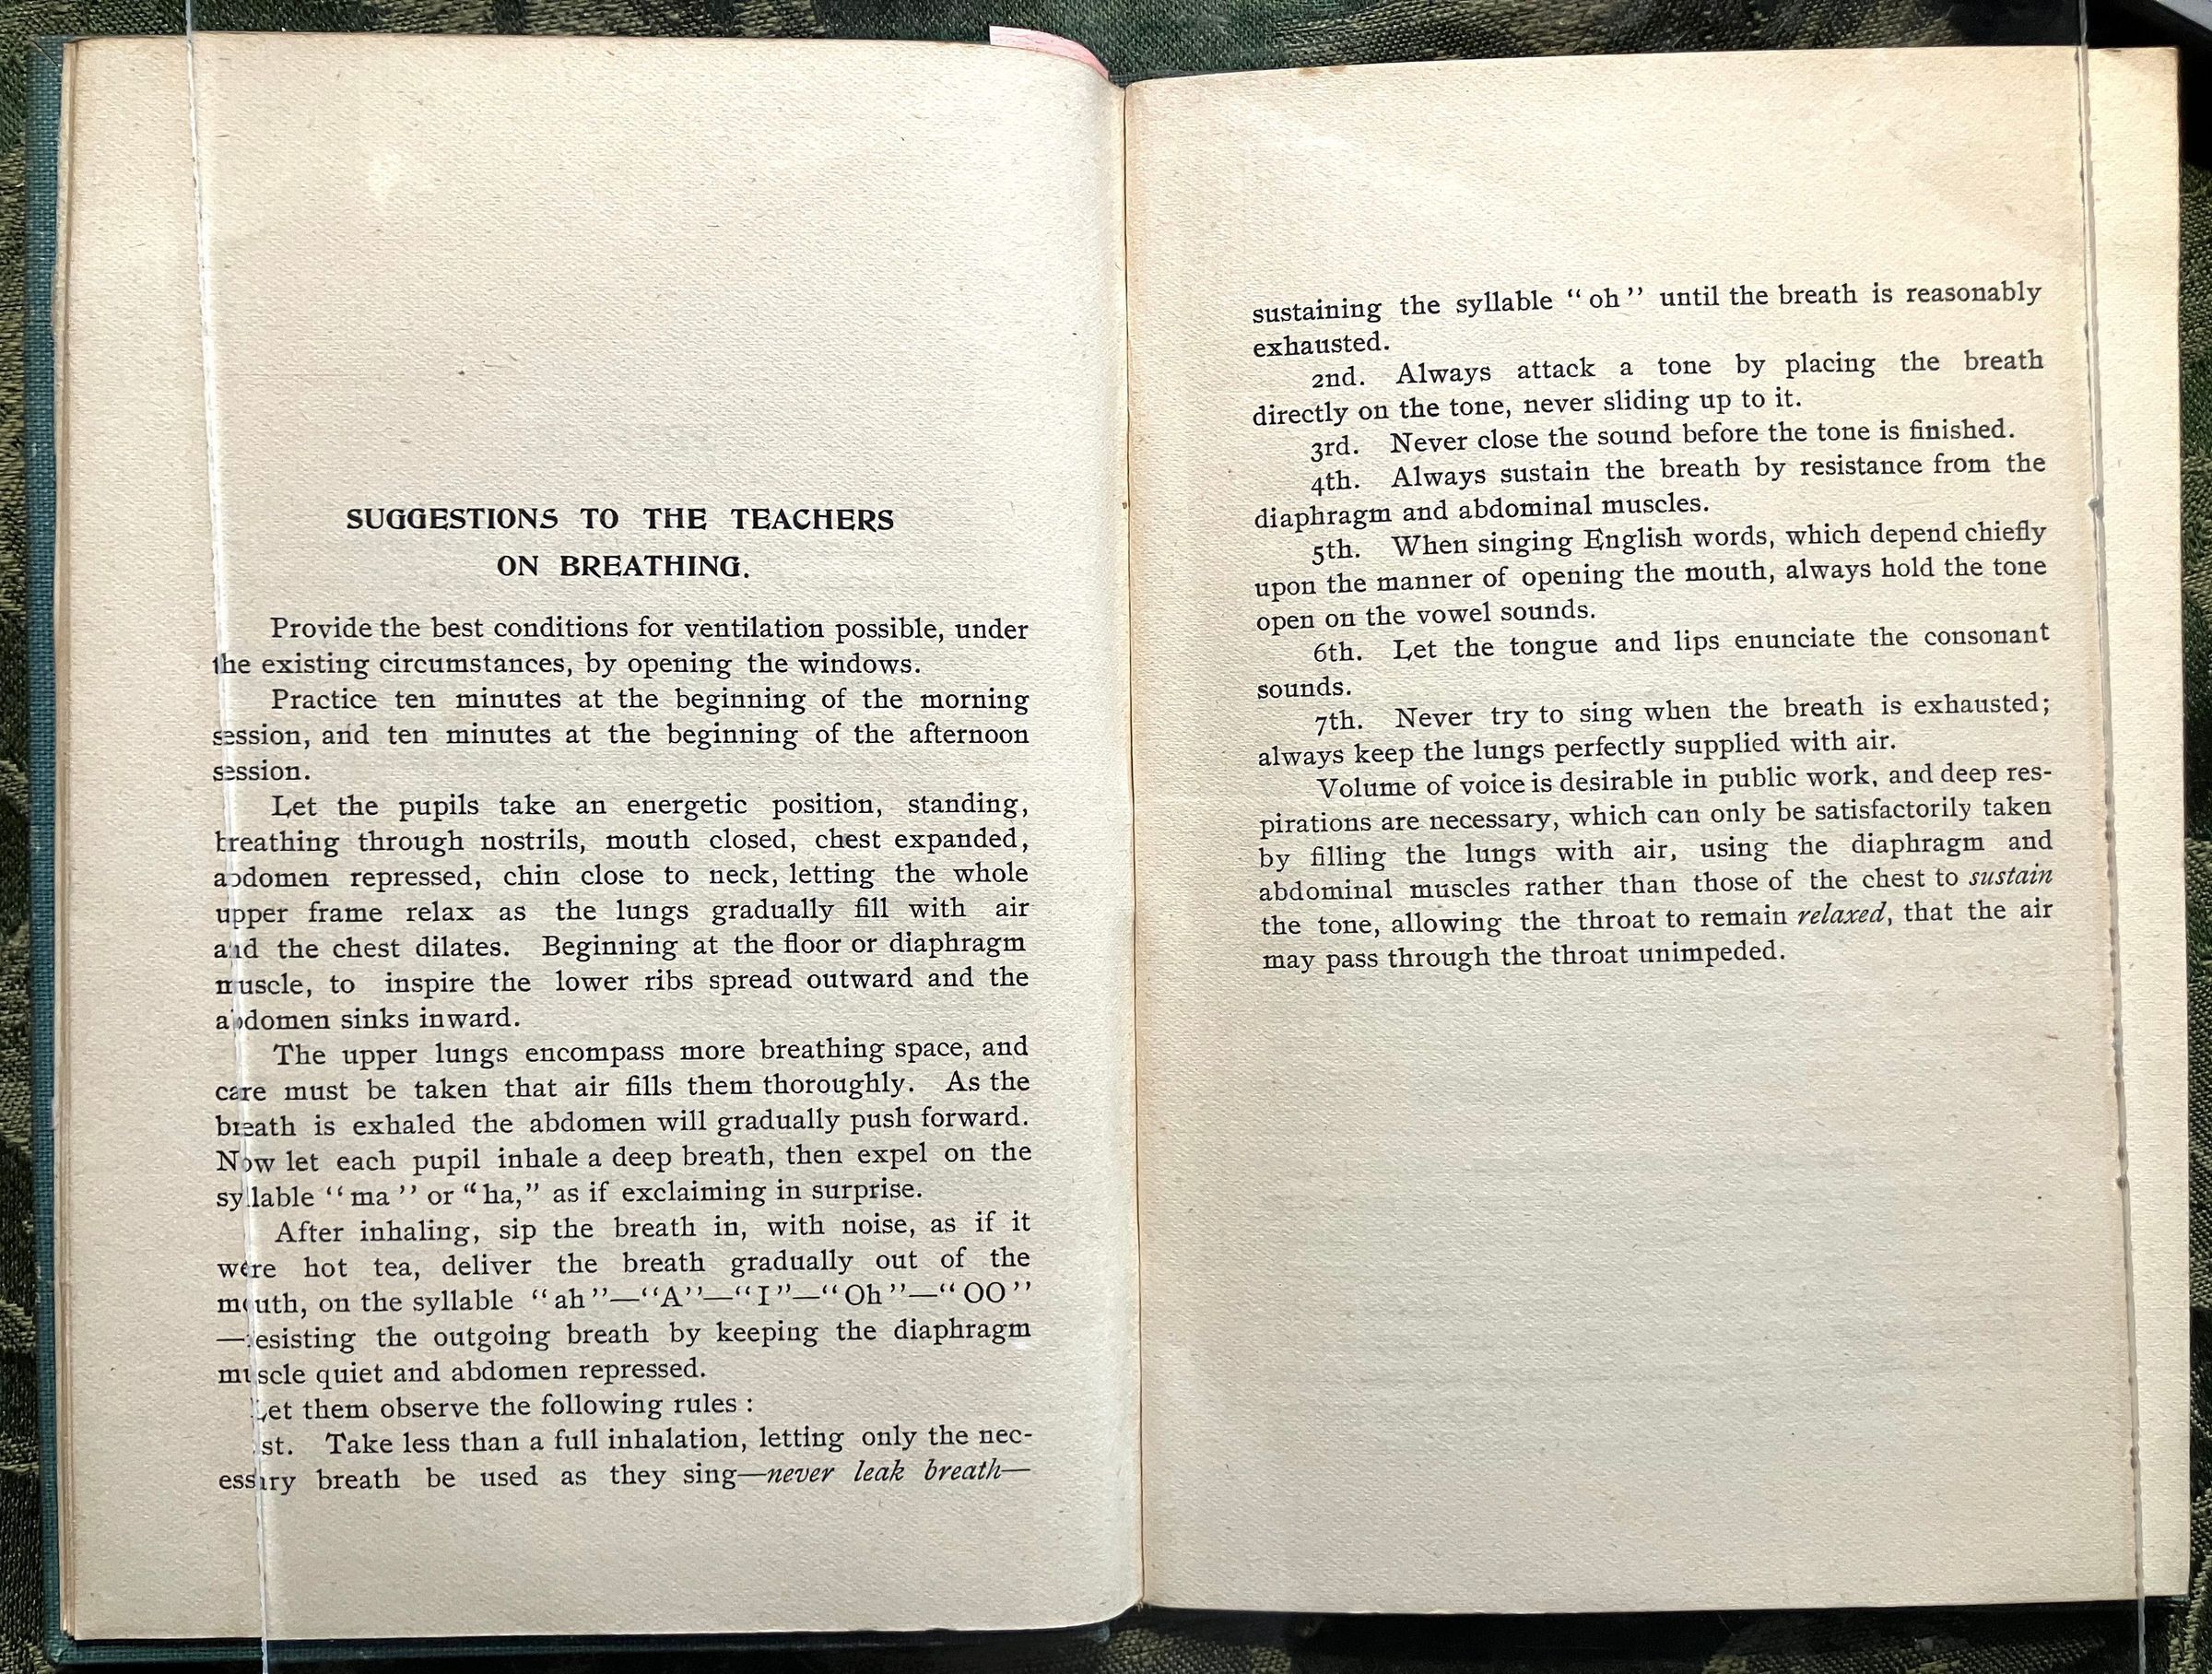 SUGGESTIONS TO THE TEACHERS
ON BREATHING.
Provide the best conditions for ventilation possible, under
the existing circumstances, by opening the windows.
Practice ten minutes at the beginning of the morning
session, and ten minutes at the beginning of the afternoon
session.
Let the pupils take an energetic position, standing,
breathing through nostrils, mouth closed, chest expanded,
abdomen repressed, chin close to neck, letting the whole
upper frame relax as the lungs gradually fill with air
and the chest dilates. Beginning at the floor or diaphragm
muscle, to inspire the lower ribs spread outward and the
abdomen sinks inward.
The upper lungs encompass more breathing space, and
care must be taken that air fills them thoroughly. As the
breath is exhaled the abdomen will gradually push forward.
Now let each pupil inhale a deep breath, then expel on the
syllable “ma” or “ha,” as if exclaiming in surprise.
After inhaling, sip the breath in, with noise, as if it
were hot tea, deliver the breath gradually out of the
mouth, on the syllable “ah”—“A”—“I”—“Oh”—“OO”
—resisting the outgoing breath by keeping the diaphragm
muscle quiet and abdomen repressed.
Let them observe the following rules :
1st. Take less than a full inhalation, letting only the nec-
essary breath be used as they sing—never leak breath—
sustaining the syllable “oh” until the breath is reasonably
exhausted.
2nd. Always attack a tone by placing the breath
directly on the tone, never sliding up to it.
3rd. Never close the sound before the tone is finished.
4th. Always sustain the breath by resistance from the
diaphragm and abdominal muscles.
5th. When singing English words, which depend chiefly
upon the manner of opening the mouth, always hold the tone
open on the vowel sounds.
6th. Let the tongue and lips enunciate the consonant
sounds.
7th. Never try to sing when the breath is exhausted;
always keep the lungs perfectly supplied with air.
Volume of voice is desirable in public work, and deep res-
pirations are necessary, which can only be satisfactorily taken
by filling the lungs with air, using the diaphragm and
abdominal muscles rather than those of the chest to sustain
the tone, allowing the throat to remain relaxed, that the air
may pass through the throat unimpeded.